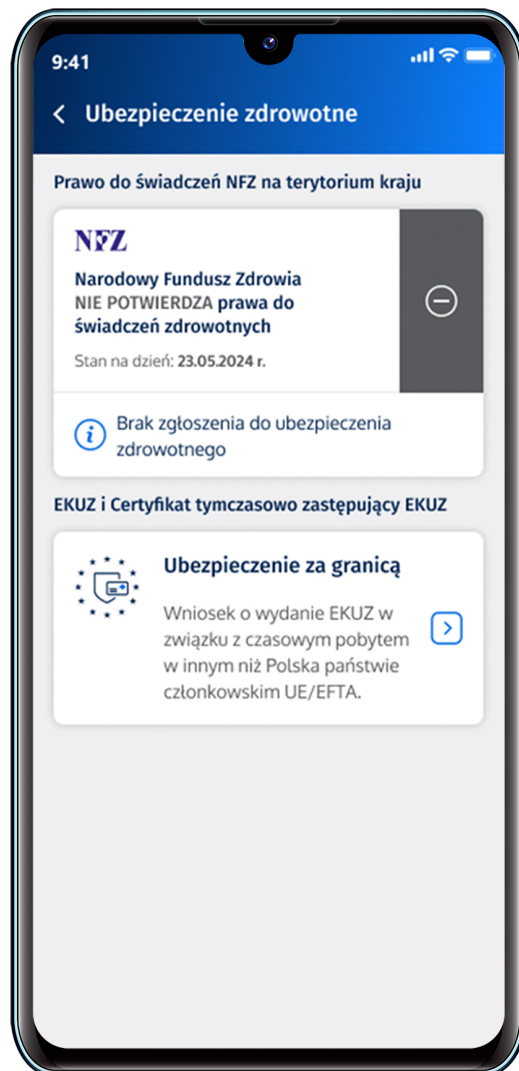 9:41
Ubezpieczenie zdrowotne
Prawo do świadczeń NFZ na terytorium kraju
NFZ
Narodowy Fundusz Zdrowia
NIE POTWIERDZA prawa do
świadczeń zdrowotnych
Stan na dzień: 23.05.2024 r.
Brak zgłoszenia do ubezpieczenia
zdrowotnego
EKUZ i Certyfikat tymczasowo zastępujący EKUZ
Ubezpieczenie za granicą
Wniosek o wydanie EKUZ w
związku z czasowym pobytem
w innym niż Polska państwie
członkowskim UE/EFTA.